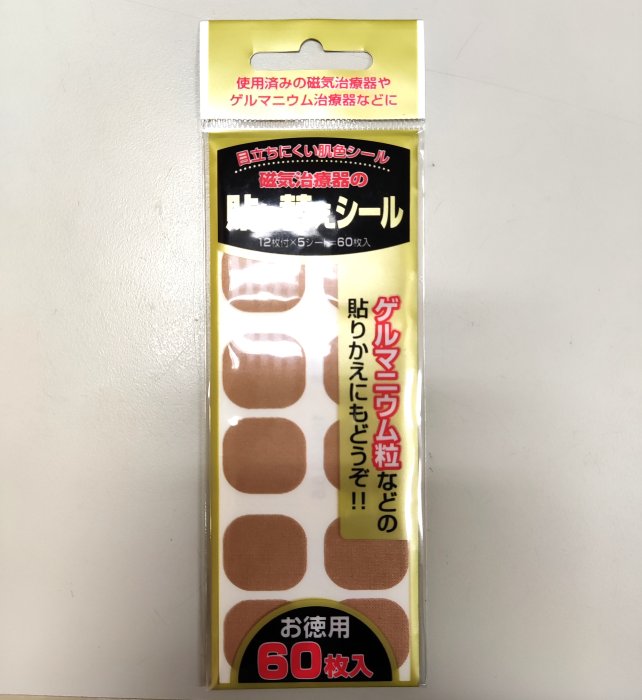 使用済みの磁気治療器や
ゲルマニウム治療器などに
目立ちにくい肌色シール
磁気治療器の
貼り替えシール
12枚付×5シート=60枚入
ゲルマニウム粒などの
貼りかえにもどうぞ!!
お徳用
60枚入